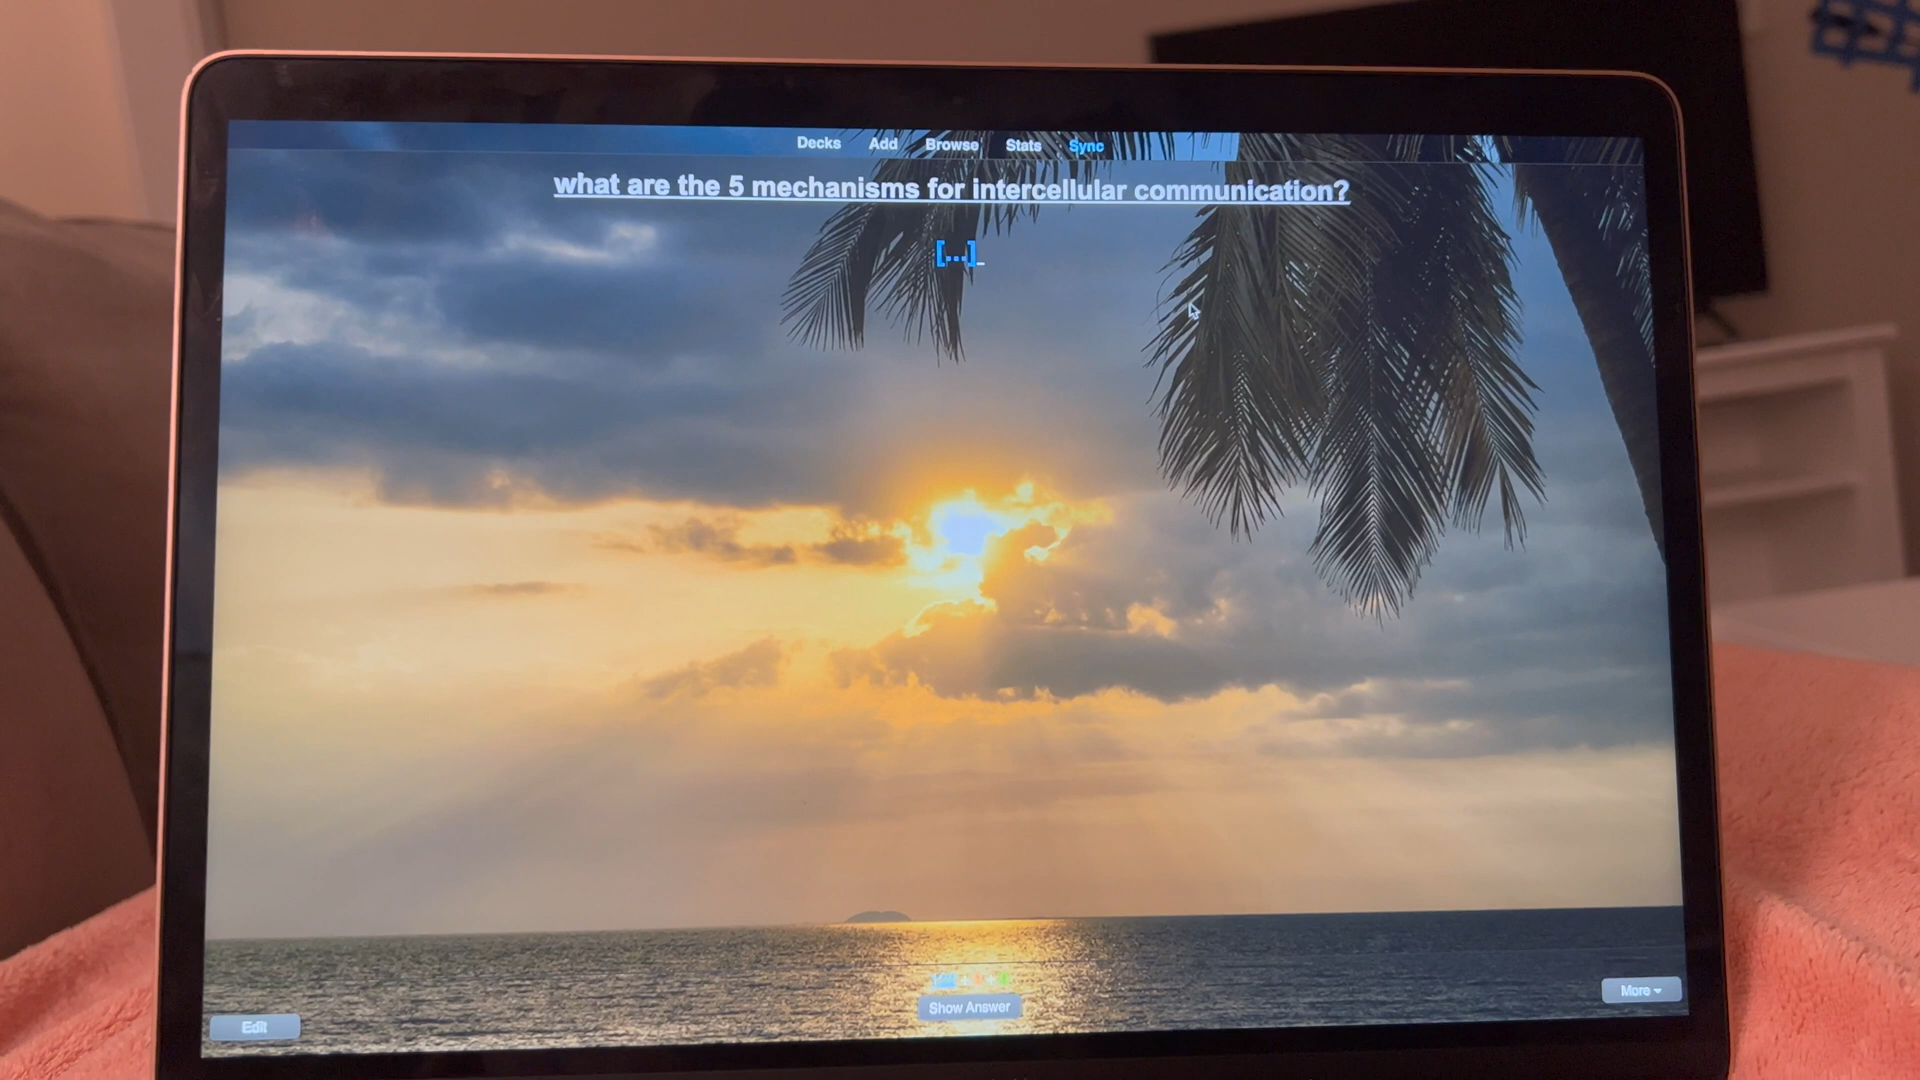 Decks Add Browse Stats Sync
what are the 5 mechanisms for intercellular communication?
[...]
Show Answer
Edit
More